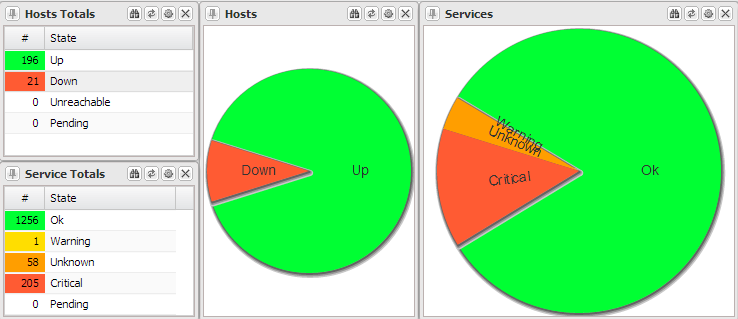 Hosts Totals
# State
196 Up
21 Down
0 Unreachable
0 Pending
Service Totals
# State
1256 Ok
1 Warning
58 Unknown
205 Critical
0 Pending
Hosts
Down Up
Services
Warning
Unknown
Critical Ok